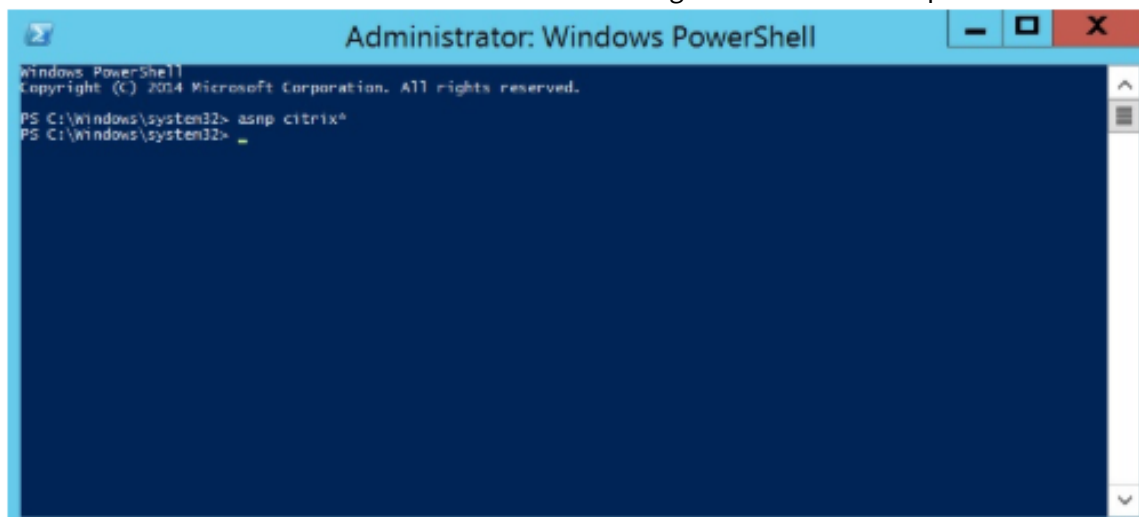 Administrator: Windows PowerShell
Windows PowerShell
Copyright (C) 2014 Microsoft Corporation. All rights reserved.
PS C:\Windows\system32> asnp citrix*
PS C:\Windows\system32> _